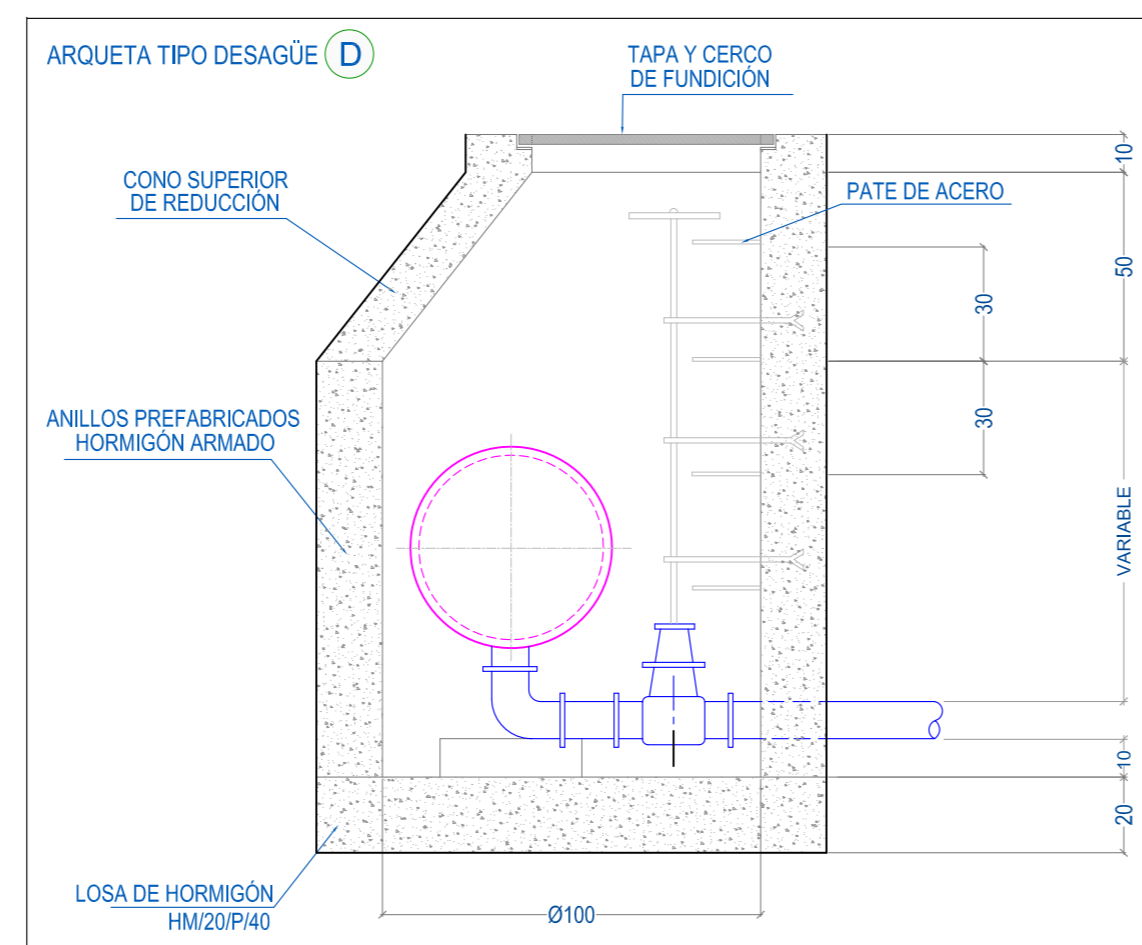 ARQUETA TIPO DESAGÜE D
TAPA Y CERCO
DE FUNDICIÓN
CONO SUPERIOR
DE REDUCCIÓN
PATE DE ACERO
ANILLOS PREFABRICADOS
HORMIGÓN ARMADO
LOSA DE HORMIGÓN
HM/20/P/40
Ø100
10
50
30
30
VARIABLE
10
20